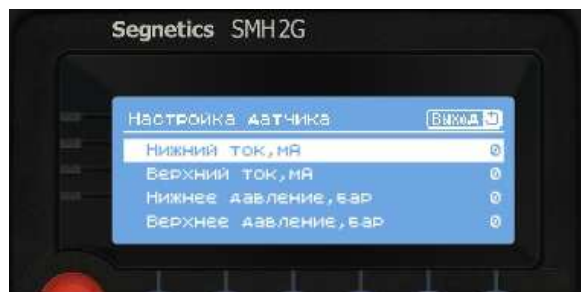 Segnetics SMH2G
Настройка датчика Выход
Нижний ток,мА 0
Верхний ток,мА 0
Нижнее давление,бар 0
Верхнее давление,бар 0